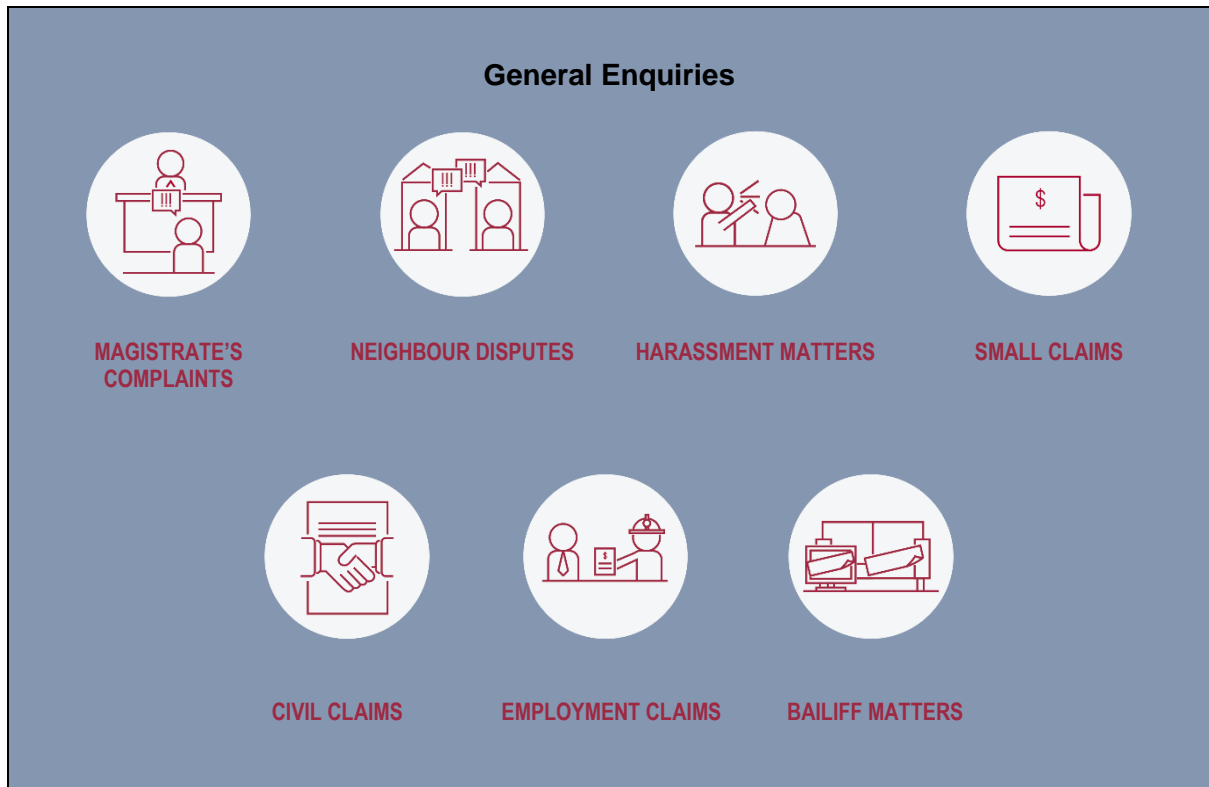 General Enquiries
!!!
!!! !!!
$
MAGISTRATE'S
COMPLAINTS
NEIGHBOUR DISPUTES
HARASSMENT MATTERS
SMALL CLAIMS
$
CIVIL CLAIMS
EMPLOYMENT CLAIMS
BAILIFF MATTERS